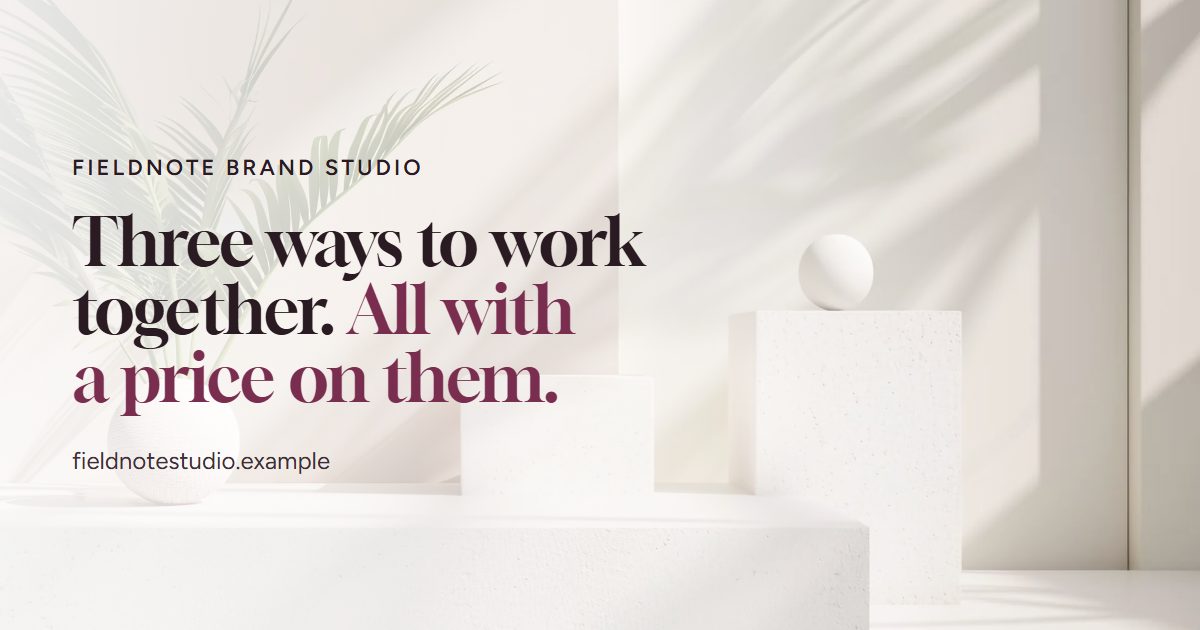 FIELDNOTE BRAND STUDIO
Three ways to work
together. All with
a price on them.
fieldnotestudio.example